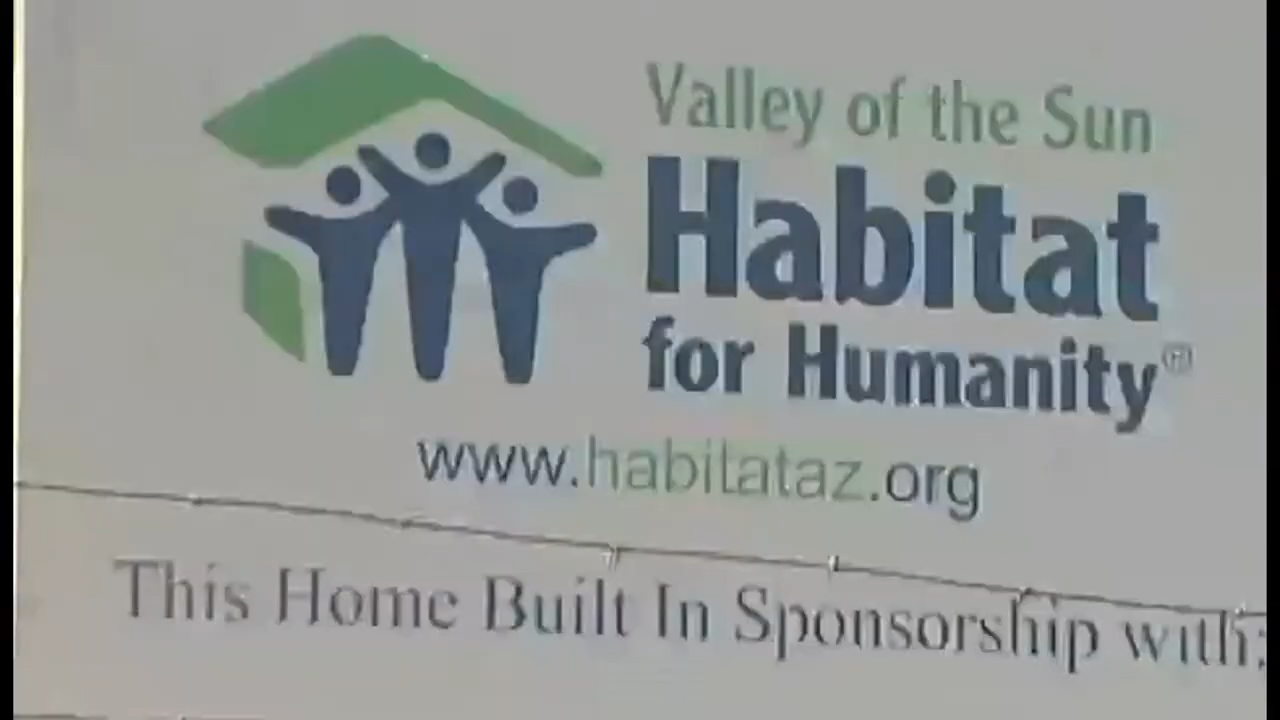 Valley of the Sun
Habitat
for Humanity®
www.habitataz.org
This Home Built In Sponsorship with: